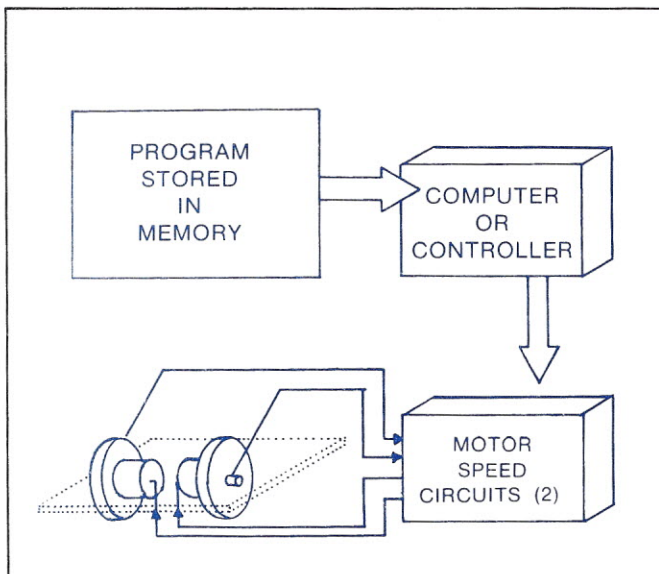 PROGRAM
STORED
IN
MEMORY
COMPUTER
OR
CONTROLLER
MOTOR
SPEED
CIRCUITS (2)